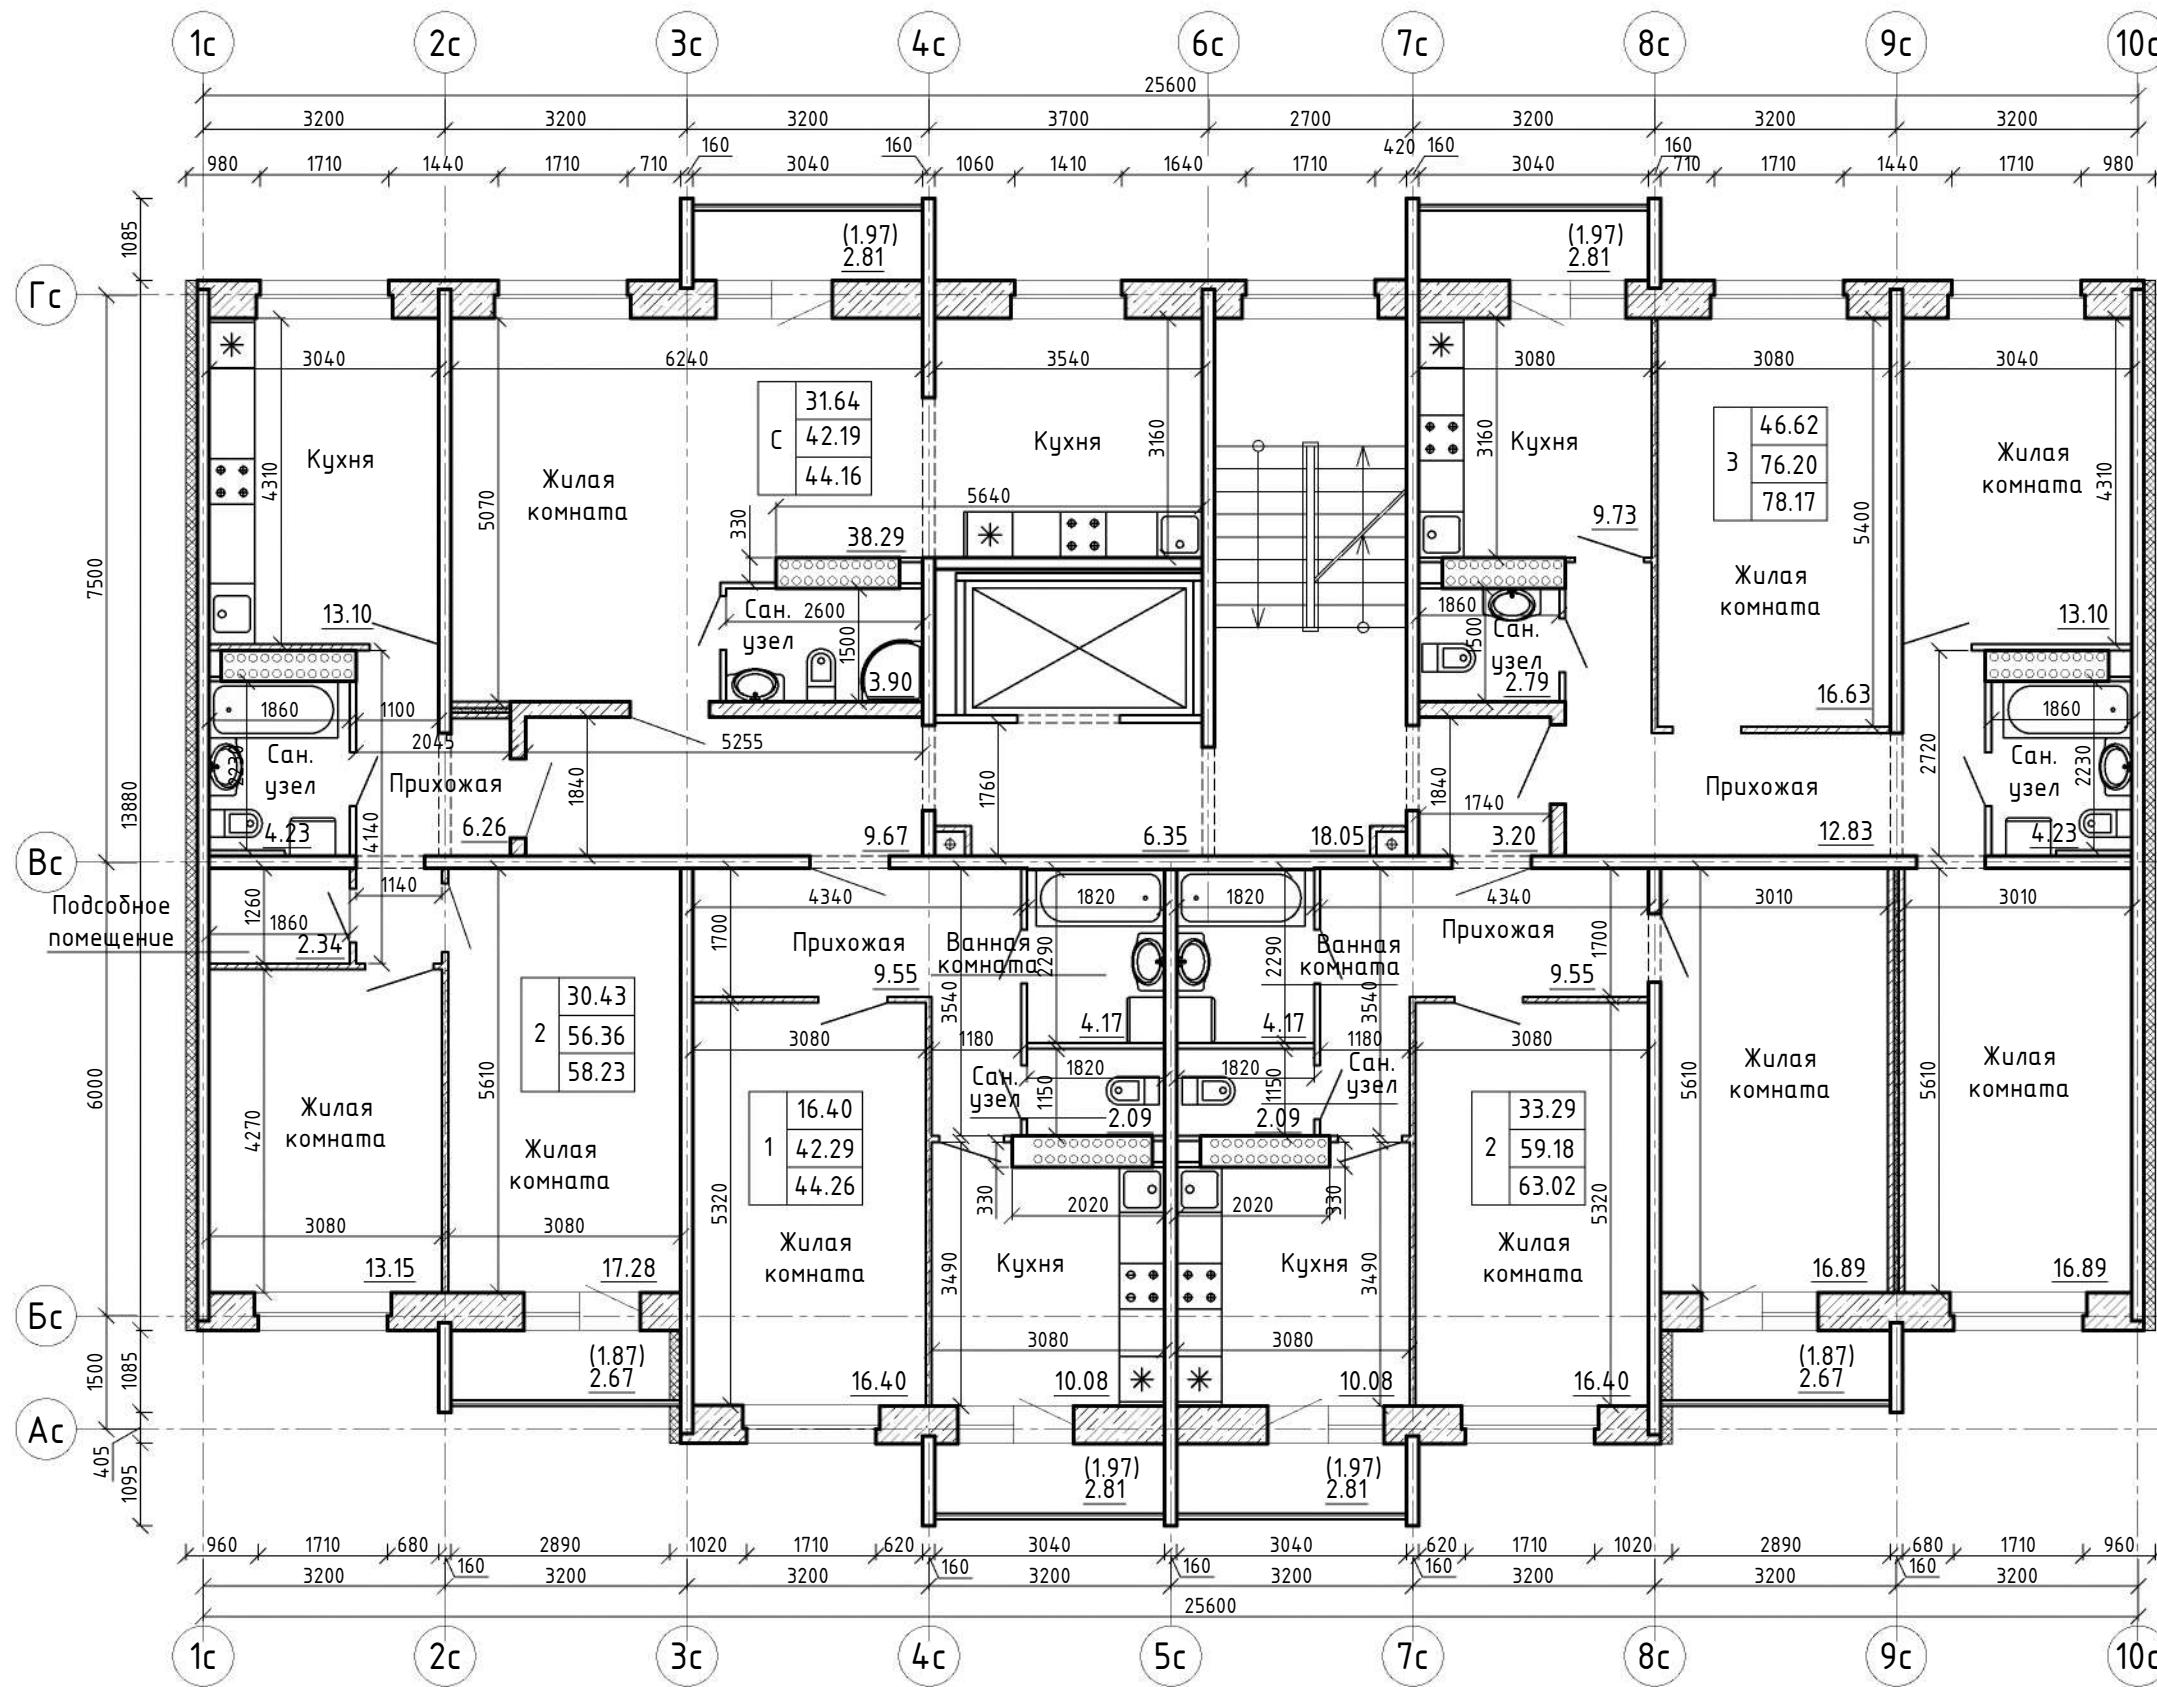 1с 2с 3с 4с 6с 7с 8с 9с 10с
25600
3200 3200 3200 3700 2700 3200 3200 3200
160 160 420 160 160
980 1710 1440 1710 710 3040 1060 1410 1640 1710 3040 710 1710 1440 1710 980
1085
(1.97) (1.97)
2.81 2.81
Гс
3040 6240 3540 3080 3080 3040
31.64
С 42.19
44.16
46.62
3 76.20
78.17
Кухня
Жилая
комната
Кухня
Кухня
Жилая
комната
4310 5070 3160 3160 5400 4310
5640
330
38.29 9.73
7500
Жилая
комната
13.10
Сан.
узел
2600
1500
3.90
1860
1500
Сан.
узел
2.79
13.10
16.63
1860 1100 1860
2045 5255
2230
Сан.
узел
4.23
Прихожая
6.26
1840
9.67
1760
6.35
18.05
1840
1740
3.20
Прихожая
12.83
2720
Сан.
узел
2230
4.23
13880
4140
Вс
Подсобное
помещение
1260
1860
2.34
1140
4340 1820 1820 4340 3010 3010
1700
Прихожая
9.55
Ванная
комната
2290
4.17
2290
Ванная
комната
4.17
Прихожая
9.55
1700
3540 3540
30.43
2 56.36
58.23
3080 1180 1180 3080
1820 1820
Сан.
узел
1150
2.09
1150
2.09
Сан.
узел
16.40
1 42.29
44.26
33.29
2 59.18
63.02
6000
4270 5610 5320 5320 5610 5610
Жилая
комната
Жилая
комната
Жилая
комната
Жилая
комната
Жилая
комната
Жилая
комната
330 2020 2020 330
3080 3080
Кухня Кухня
3490 3490
13.15 17.28 16.89 16.89
Бс
3080 3080
(1.87) (1.87)
2.67 2.67
16.40 10.08 10.08 16.40
1500 1085
Ас
405
1095
(1.97) (1.97)
2.81 2.81
960 1710 680 2890 1020 1710 620 3040 3040 620 1710 1020 2890 680 1710 960
160 160 160 160 160
3200 3200 3200 3200 3200 3200 3200 3200
25600
1с 2с 3с 4с 5с 7с 8с 9с 10с